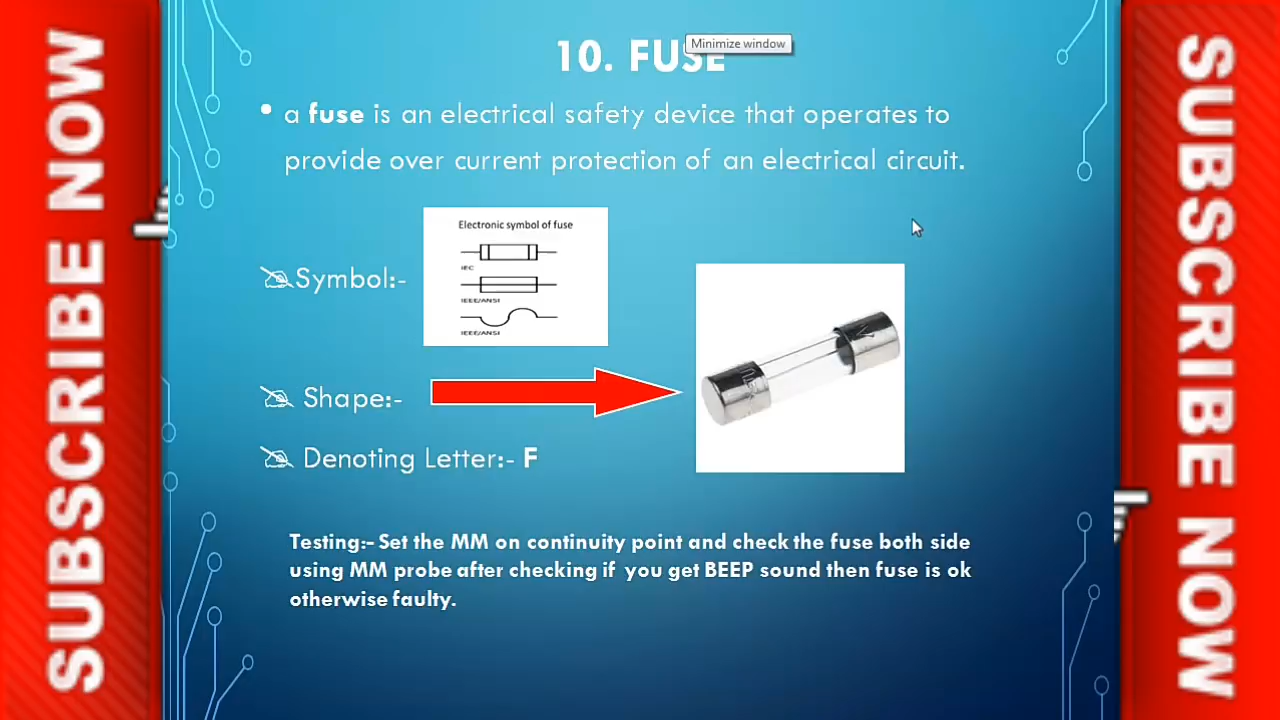 SUBSCRIBE NOW
10. FUSE
Minimize window
• a fuse is an electrical safety device that operates to
provide over current protection of an electrical circuit.
Electronic symbol of fuse
IEC
IEEE/ANSI
IEEE/ANSI
Symbol:-
Shape:-
Denoting Letter:- F
Testing:- Set the MM on continuity point and check the fuse both side
using MM probe after checking if you get BEEP sound then fuse is ok
otherwise faulty.
SUBSCRIBE NOW